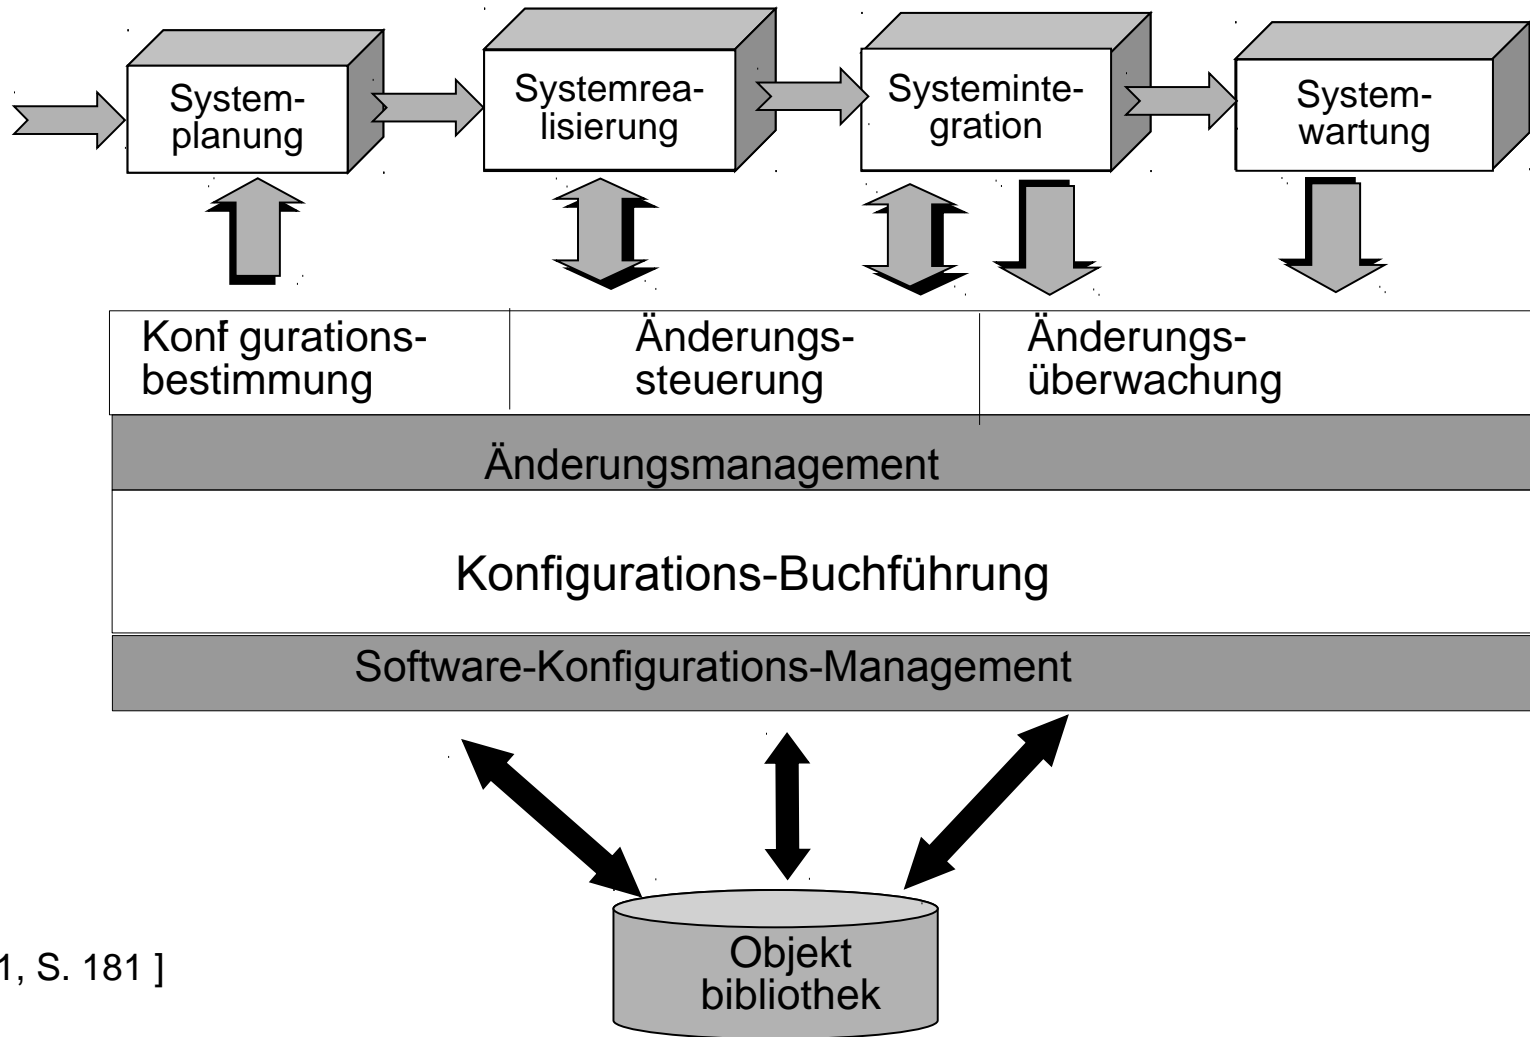 System-
planung
Systemrea-
lisierung
Systeminte-
gration
System-
wartung
Konf gurations-
bestimmung
Änderungs-
steuerung
Änderungs-
überwachung
Änderungsmanagement
Konfigurations-Buchführung
Software-Konfigurations-Management
Objekt
bibliothek
1, S. 181 ]